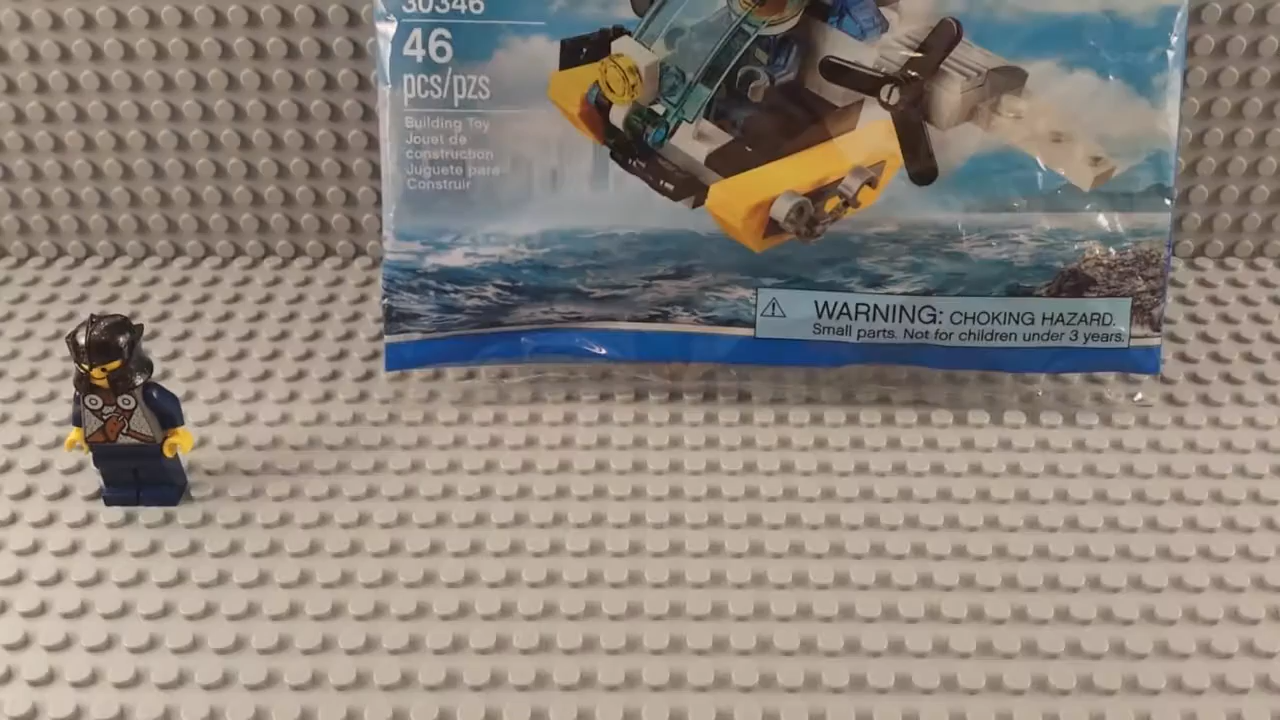 30346
46
pcs/pzs
Building Toy
Jouet de
construction
Juguete para
Construir
WARNING: CHOKING HAZARD.
Small parts. Not for children under 3 years.